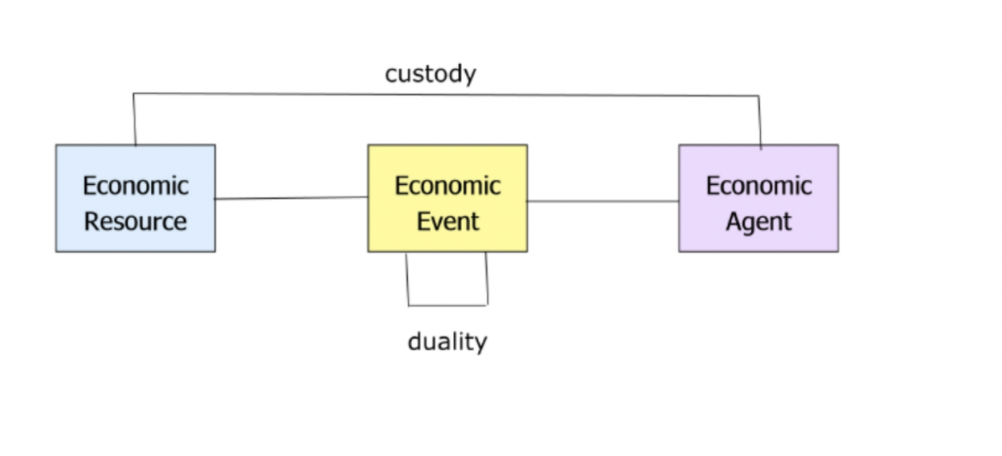 custody
Economic
Resource
Economic
Event
Economic
Agent
duality